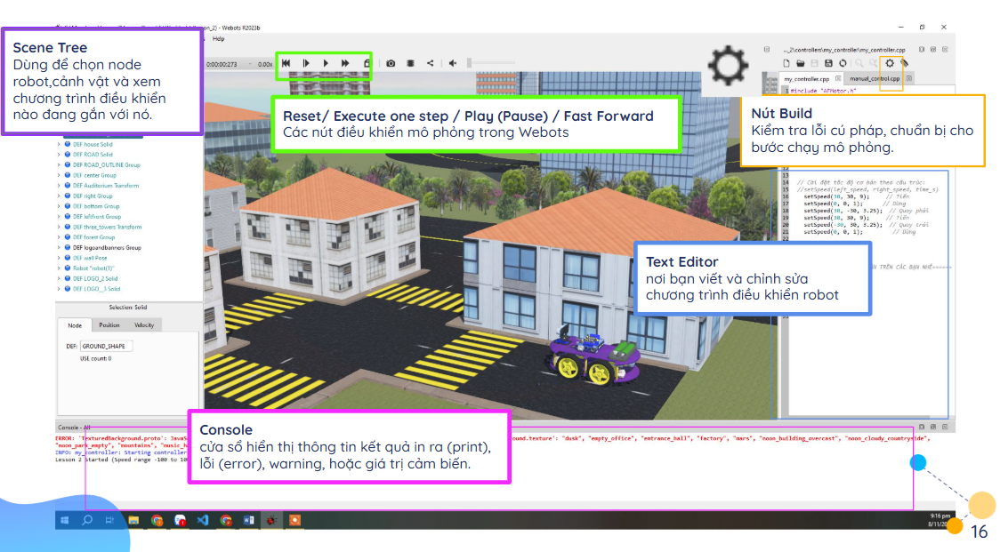 on_2) - Webots R2023b
Help
Scene Tree
Dùng để chọn node
robot,cảnh vật và xem
chương trình điều khiển
nào đang gắn với nó.
0:00:00:273 - 0.00x
..._2\controllers\my_controller\my_controller.cpp
my_controller.cpp
manual_control.cpp
1 #include "AFMotor.h"
Reset/ Execute one step / Play (Pause) / Fast Forward
Các nút điều khiển mô phỏng trong Webots
Nút Build
Kiểm tra lỗi cú pháp, chuẩn bị cho
bước chạy mô phỏng.
DEF house Solid
DEF ROAD Solid
DEF ROAD_OUTLINE Group
DEF center Group
DEF Auditorium Transform
DEF right Group
DEF bottom Group
DEF leftfront Group
DEF three_towers Transform
DEF forest Group
DEF logoandbanners Group
DEF wall Pose
Robot "robot(1)"
DEF LOGO_2 Solid
DEF LOGO__1 Solid
13
14 // Cài đặt tốc độ cơ bản theo cấu trúc:
15 //setSpeed(left_speed, right_speed, time_s)
16 setSpeed(30, 30, 9); // Tiến
17 setSpeed(0, 0, 1); // Dừng
18 setSpeed(30, -30, 3.25); // Quay phải
19 setSpeed(30, 30, 9); // Tiến
20 setSpeed(-30, 30, 3.25); // Quay trái
21 setSpeed(0, 0, 1); // Dừng
22
N TRÊN CÁC BẠN NHÉ
Text Editor
nơi bạn viết và chỉnh sửa
chương trình điều khiển robot
Selection: Solid
Node Position Velocity
DEF: GROUND_SHAPE
USE count: 0
Console - All
Console
cửa sổ hiển thị thông tin kết quả in ra (print),
lỗi (error), warning, hoặc giá trị cảm biến.
ERROR: 'TexturedBackground.proto': JavaS round.texture': "dusk", "empty_office", "entrance_hall", "factory", "mars", "noon_building_overcast", "noon_cloudy_countryside",
"noon_park_empty", "mountains", "music_h
INFO: my_controller: Starting controller
Lesson 2 Started (Speed range -100 to 10
9:16 pm
8/11/20
16